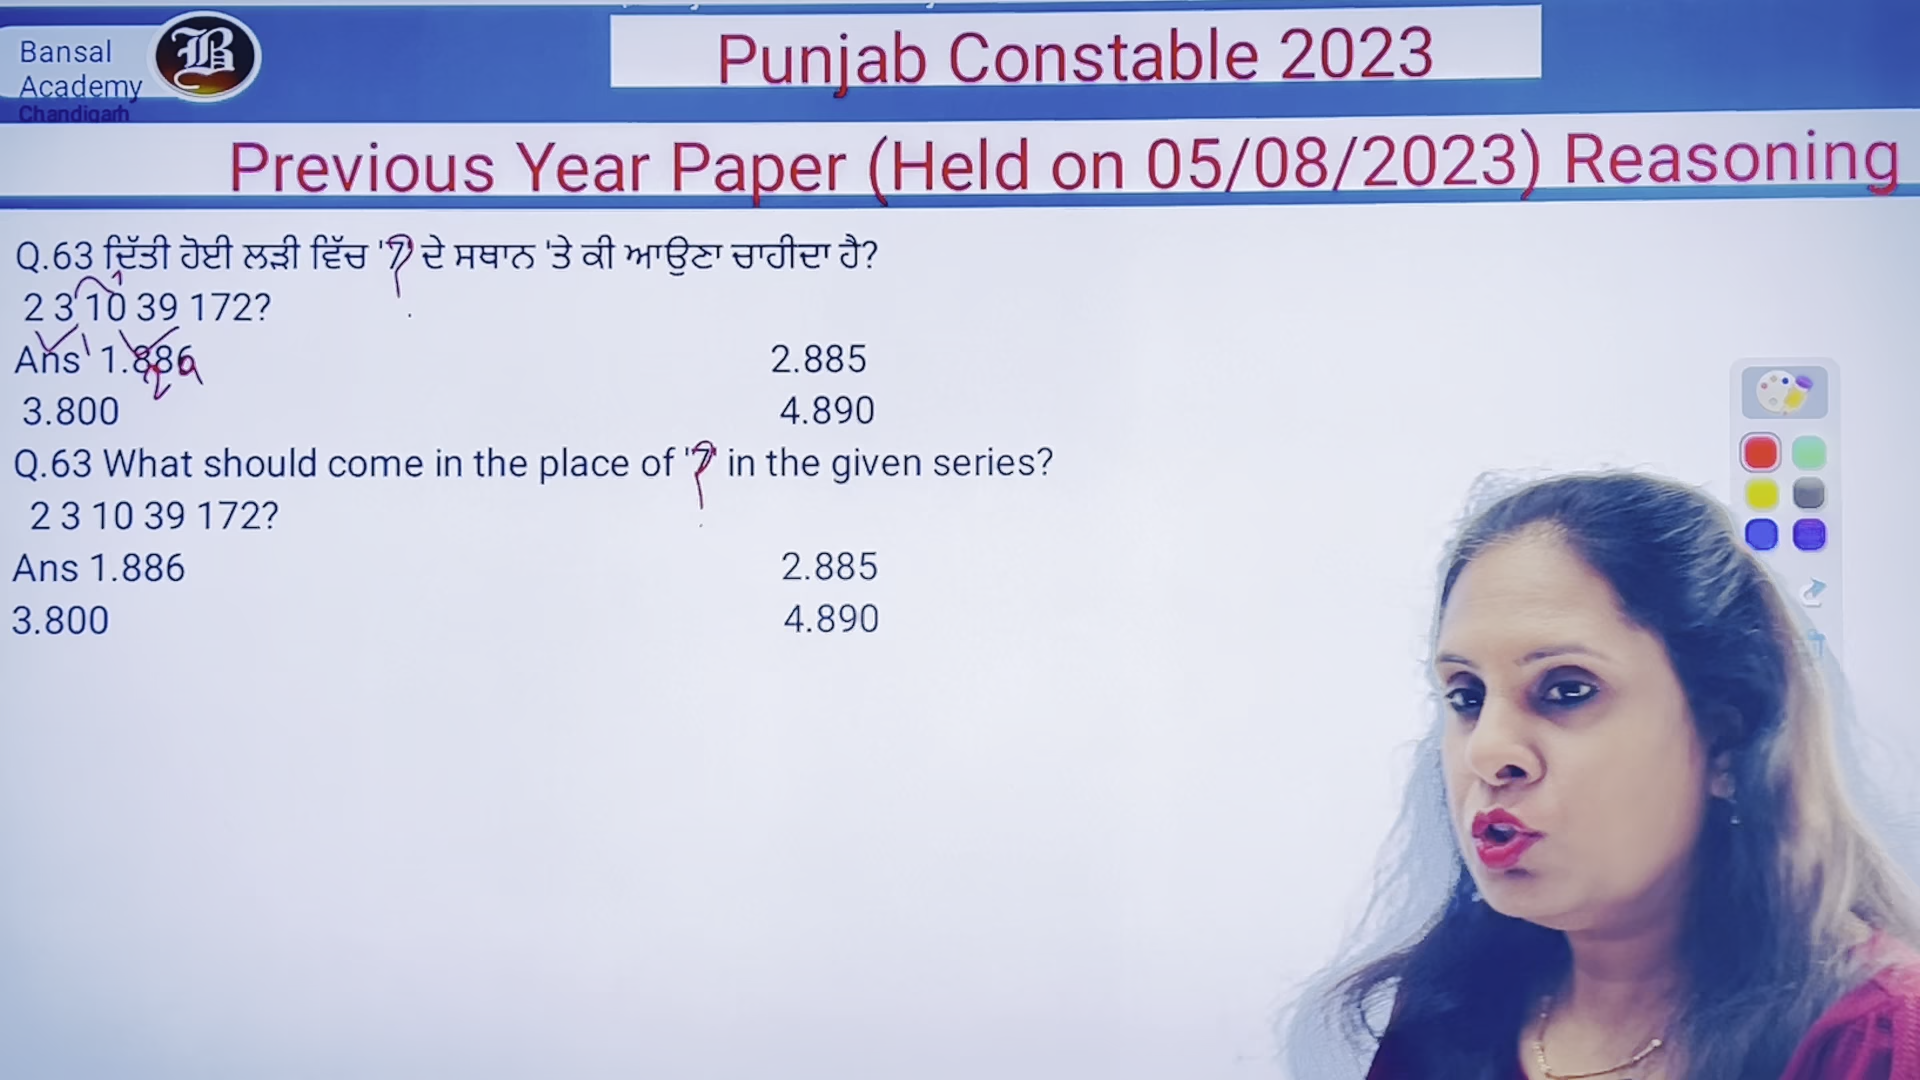 Bansal
Academy
Chandigarh
B
Punjab Constable 2023
Previous Year Paper (Held on 05/08/2023) Reasoning
Q.63 ਦਿੱਤੀ ਹੋਈ ਲੜੀ ਵਿੱਚ '?' ਦੇ ਸਥਾਨ 'ਤੇ ਕੀ ਆਉਣਾ ਚਾਹੀਦਾ ਹੈ?
2 3 10 39 172?
Ans 1.886
2.885
29
3.800
4.890
Q.63 What should come in the place of '?' in the given series?
2 3 10 39 172?
Ans 1.886
2.885
3.800
4.890